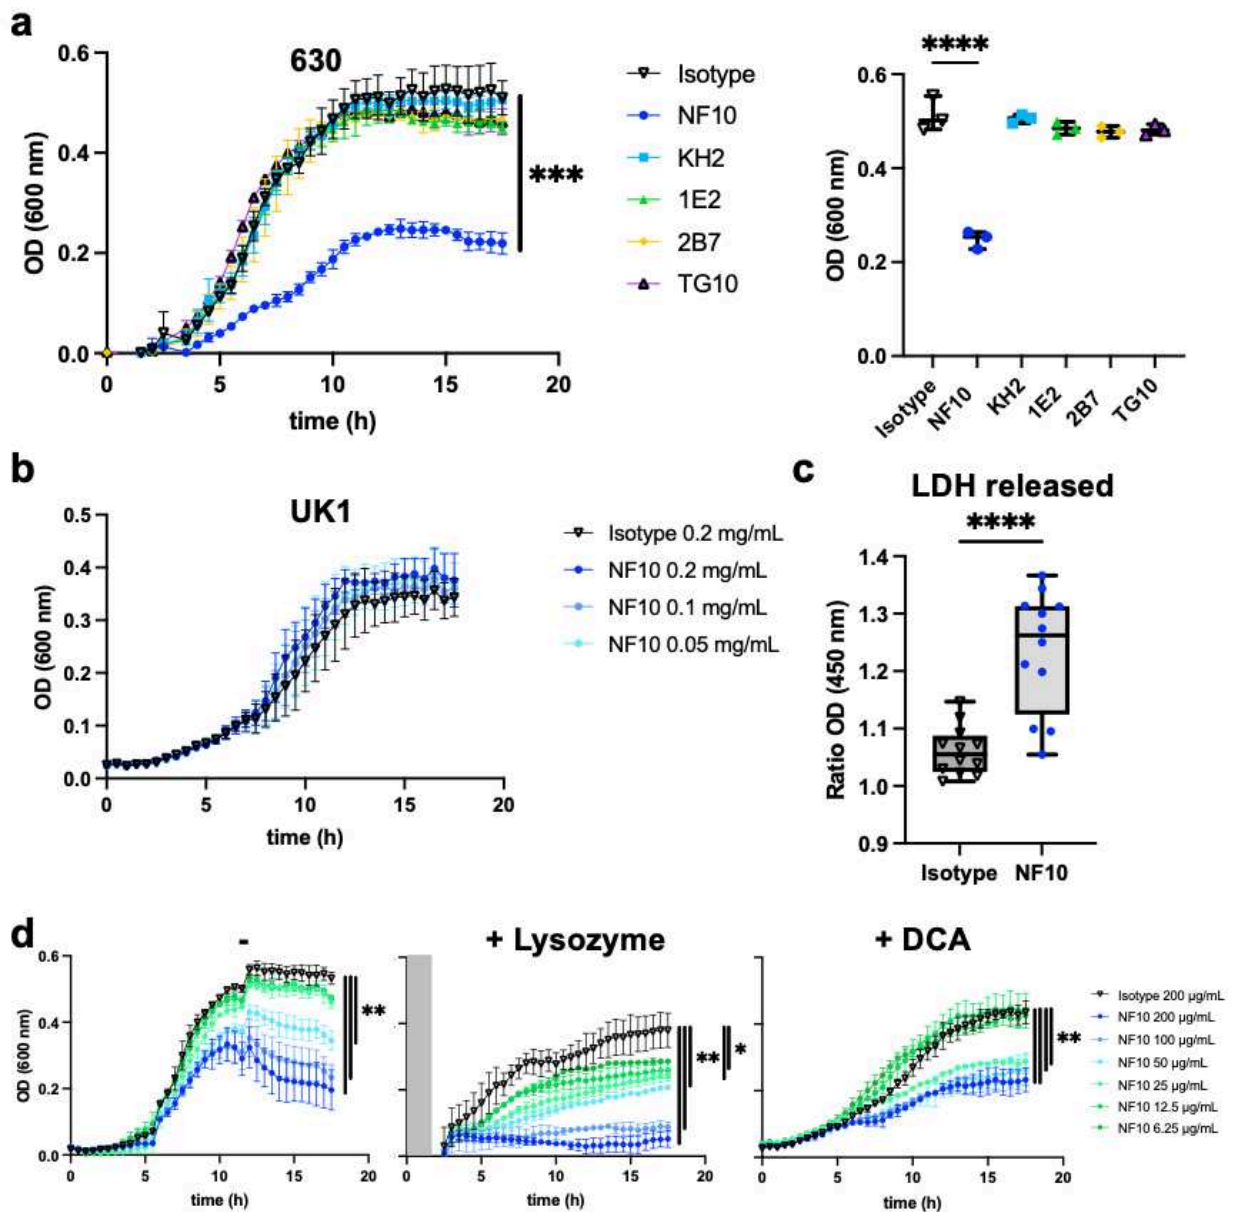 a
630
OD (600 nm)
0.6
0.4
0.2
0.0
0
5
10
15
20
time (h)
***
Isotype
NF10
KH2
1E2
2B7
TG10
****
OD (600 nm)
0.6
0.4
0.2
0.0
Isotype
NF10
KH2
1E2
2B7
TG10
b
UK1
OD (600 nm)
0.5
0.4
0.3
0.2
0.1
0.0
0
5
10
15
20
time (h)
Isotype 0.2 mg/mL
NF10 0.2 mg/mL
NF10 0.1 mg/mL
NF10 0.05 mg/mL
c
LDH released
****
Ratio OD (450 nm)
1.4
1.3
1.2
1.1
1.0
0.9
Isotype
NF10
d
-
OD (600 nm)
0.6
0.4
0.2
0.0
0
5
10
15
20
time (h)
**
+ Lysozyme
0
5
10
15
20
time (h)
**
*
+ DCA
0
5
10
15
20
time (h)
**
Isotype 200 µg/mL
NF10 200 µg/mL
NF10 100 µg/mL
NF10 50 µg/mL
NF10 25 µg/mL
NF10 12.5 µg/mL
NF10 6.25 µg/mL